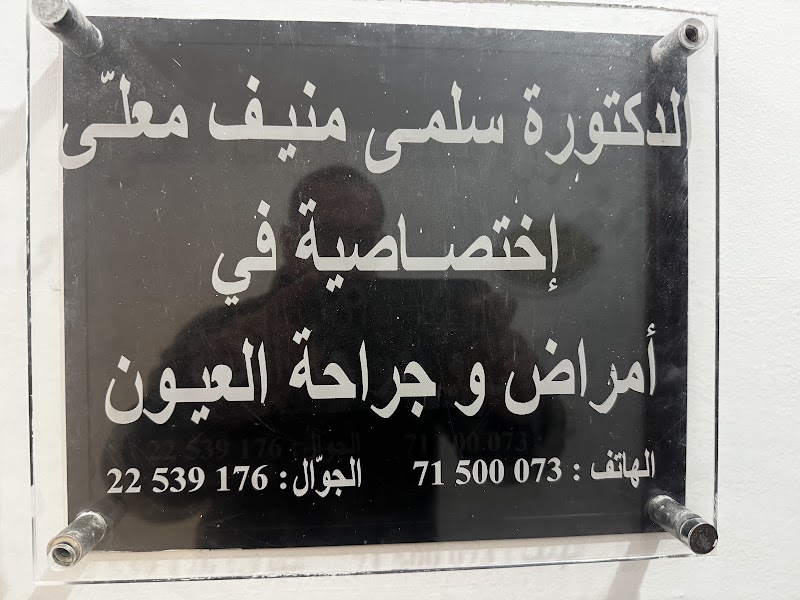 الدكتورة سلمى منيف معلّى
إختصاصية في
أمراض و جراحة العيون
الهاتف : 71 500 073 الجوّال : 22 539 176